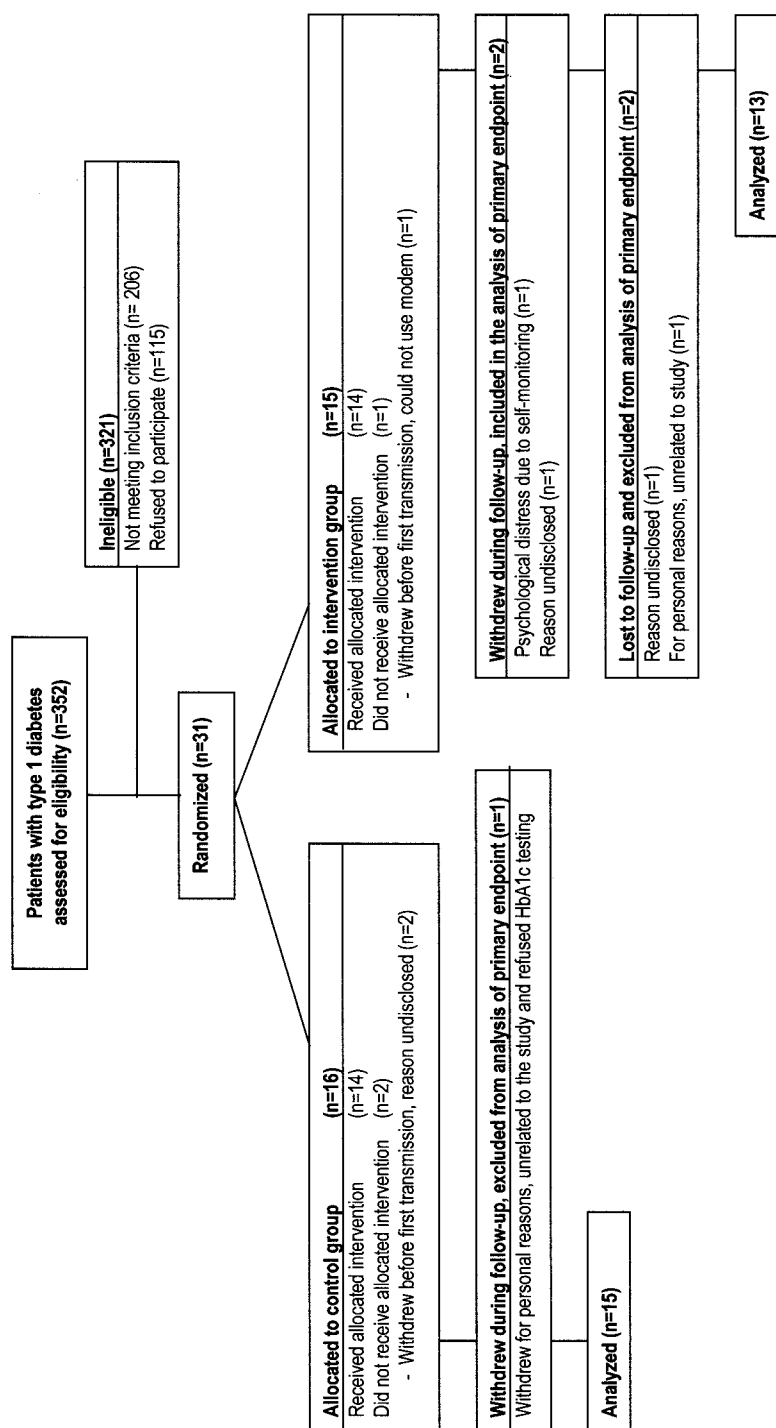 Patients with type 1 diabetes
assessed for eligibility (n=352)
Ineligible (n=321)
Not meeting inclusion criteria (n= 206)
Refused to participate (n=115)
Randomized (n=31)
Allocated to control group (n=16)
Received allocated intervention (n=14)
Did not receive allocated intervention (n=2)
- Withdrew before first transmission, reason undisclosed (n=2)
Withdrew during follow-up, excluded from analysis of primary endpoint (n=1)
Withdrew for personal reasons, unrelated to the study and refused HbA1c testing
Analyzed (n=15)
Allocated to intervention group (n=15)
Received allocated intervention (n=14)
Did not receive allocated intervention (n=1)
- Withdrew before first transmission, could not use modem (n=1)
Withdrew during follow-up, included in the analysis of primary endpoint (n=2)
Psychological distress due to self-monitoring (n=1)
Reason undisclosed (n=1)
Lost to follow-up and excluded from analysis of primary endpoint (n=2)
Reason undisclosed (n=1)
For personal reasons, unrelated to study (n=1)
Analyzed (n=13)